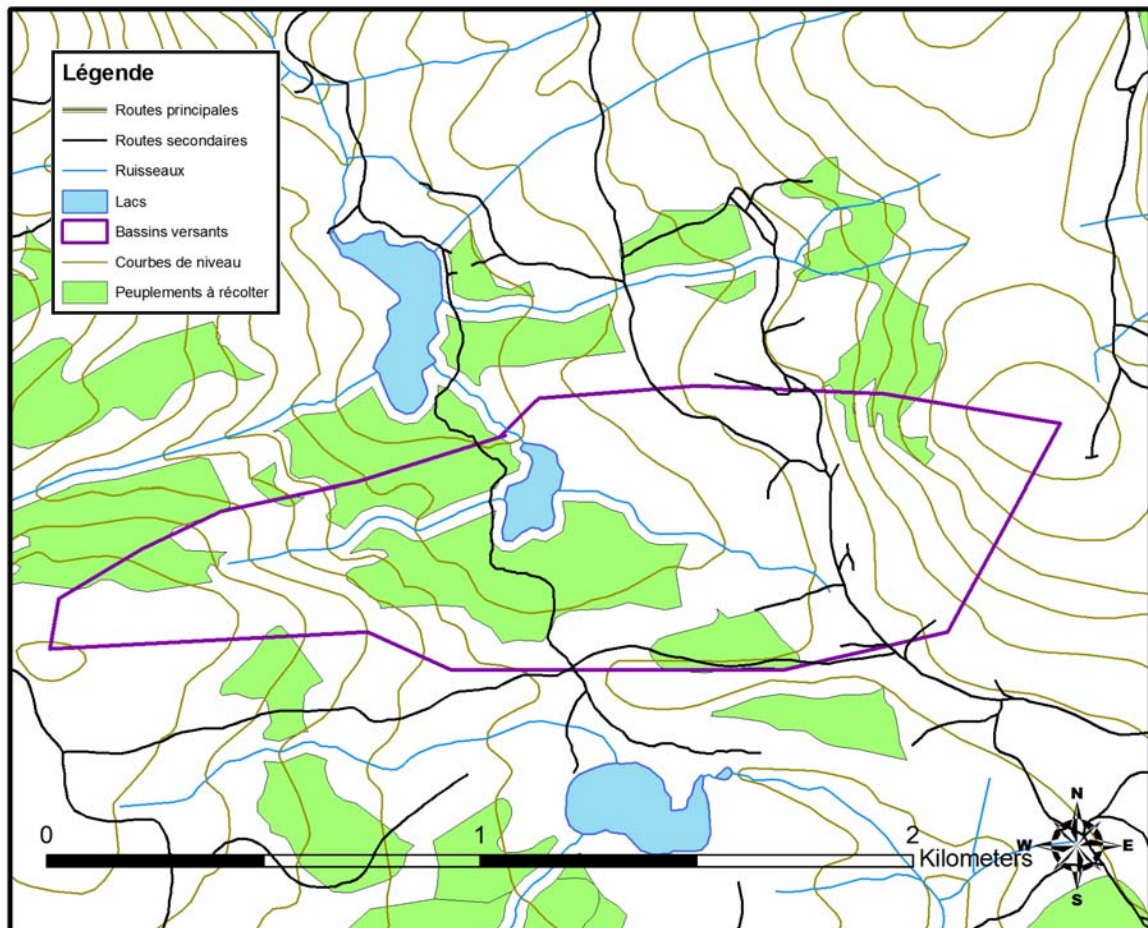 Légende
Routes principales
Routes secondaires
Ruisseaux
Lacs
Bassins versants
Courbes de niveau
Peuplements à récolter
0 1 2
Kilometers
N
W E
S